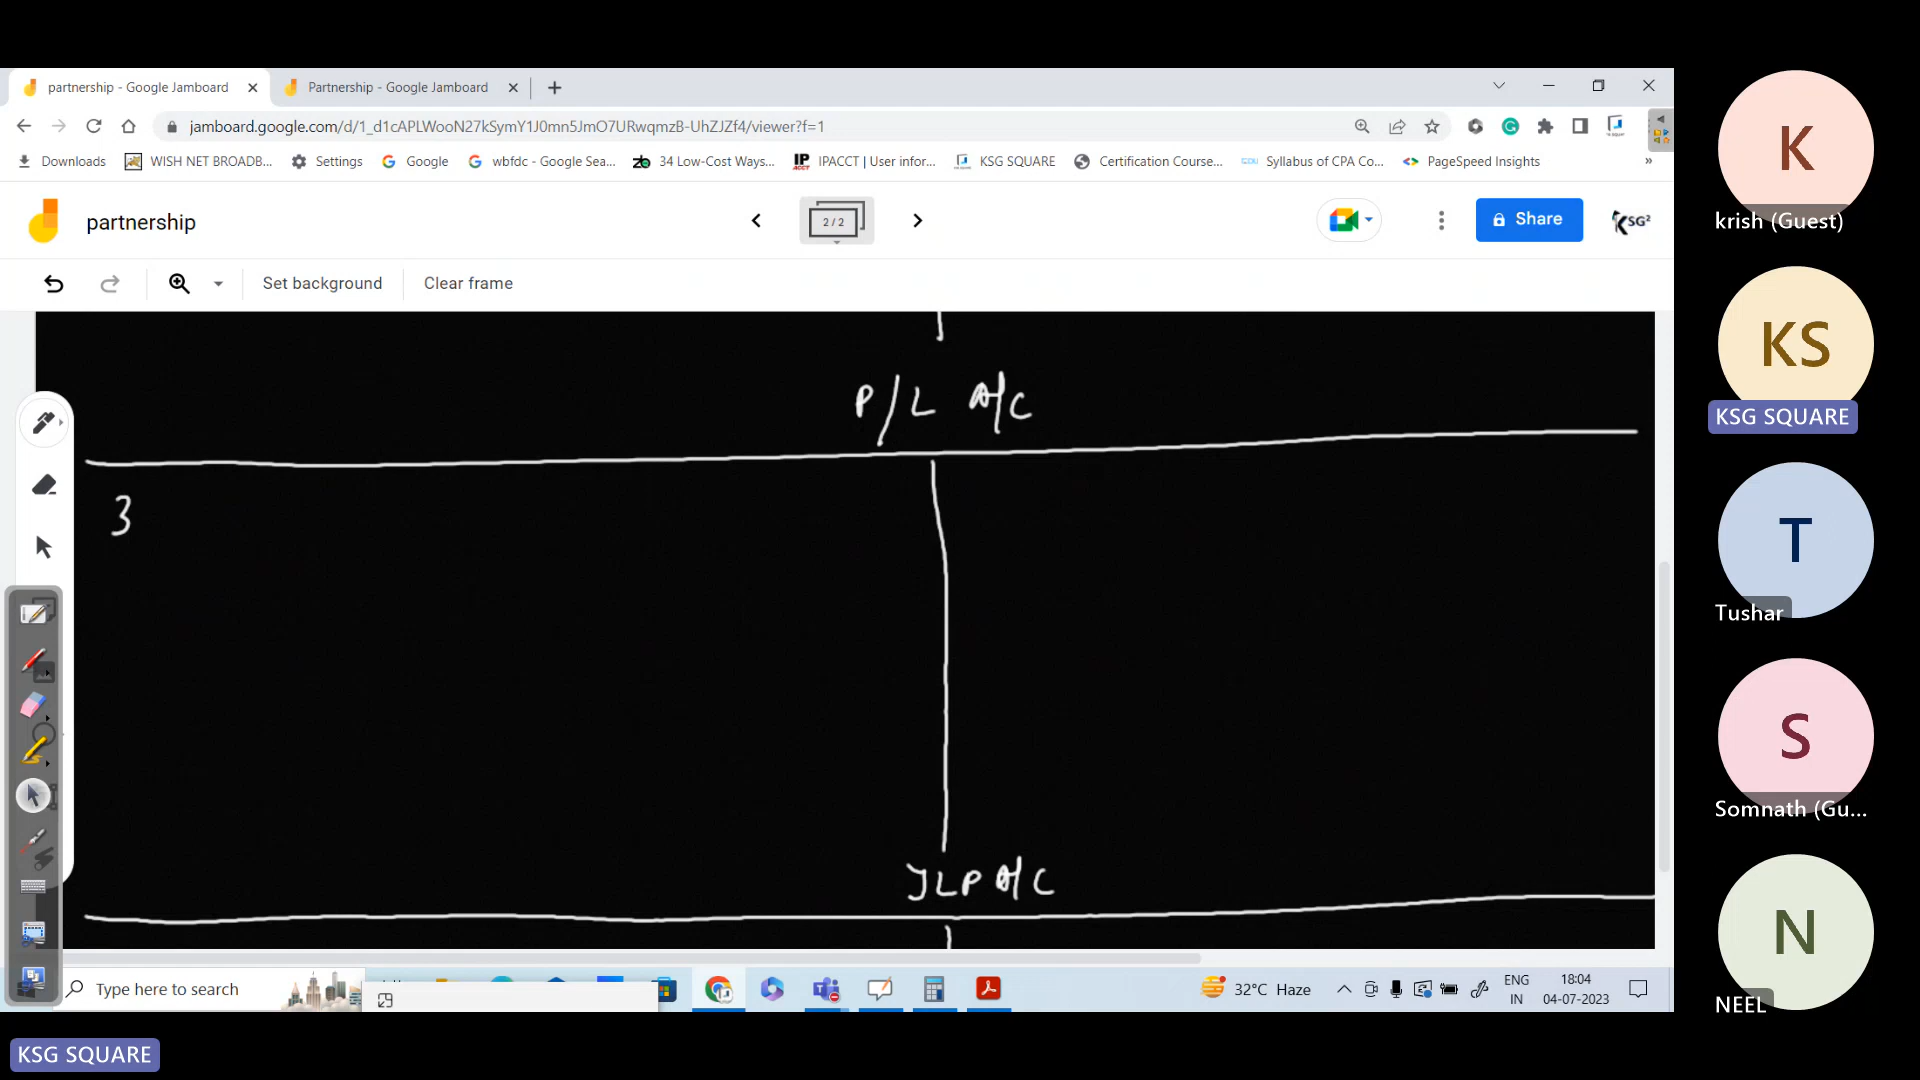 partnership - Google Jamboard
Partnership - Google Jamboard
jamboard.google.com/d/1_d1cAPLWooN27kSymY1J0mn5JmO7URwqmzB-UhZJZf4/viewer?f=1
Downloads WISH NET BROADB... Settings Google wbfdc - Google Sea... 34 Low-Cost Ways... IPACCT | User infor... KSG SQUARE Certification Course... Syllabus of CPA Co... PageSpeed Insights »
partnership
2 / 2
Share
KSG²
Set background
Clear frame
P/L A/C
3
JLP A/C
Type here to search
32°C Haze
ENG
IN
18:04
04-07-2023
K
krish (Guest)
KS
KSG SQUARE
T
Tushar
S
Somnath (Gu...
N
NEEL
KSG SQUARE